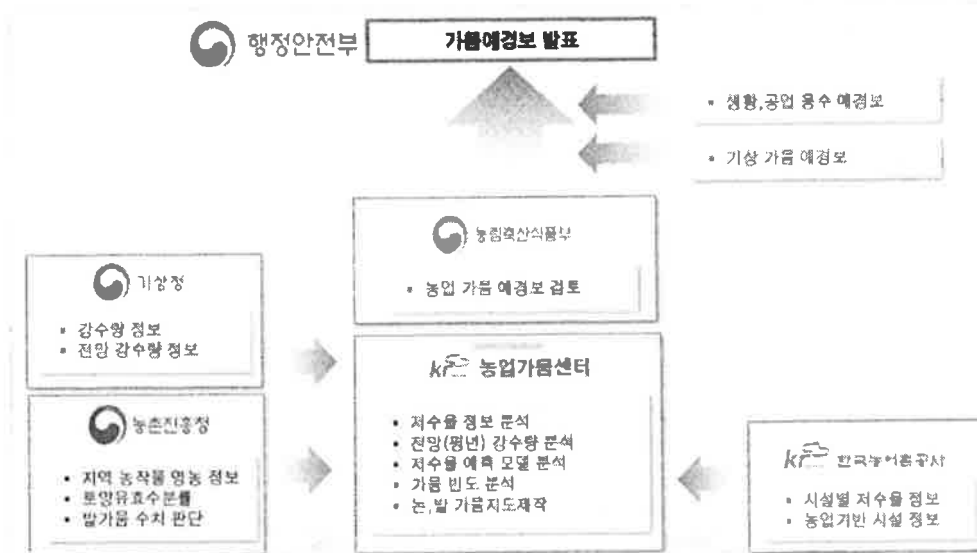 행정안전부
가뭄예경보 발표
• 생활,공업 용수 예경보
• 기상 가뭄 예경보
농림축산식품부
• 농업 가뭄 예경보 검토
기상청
• 강수량 정보
• 전망 강수량 정보
농촌진흥청
• 지역 농작물 영농 정보
• 토양유효수분률
• 밭가뭄 수치 판단
농업가뭄센터
• 저수율 정보 분석
• 전망(평년) 강수량 분석
• 저수율 예측 모델 분석
• 가뭄 빈도 분석
• 논,밭 가뭄지도제작
한국농어촌공사
• 시설별 저수율 정보
• 농업기반 시설 정보